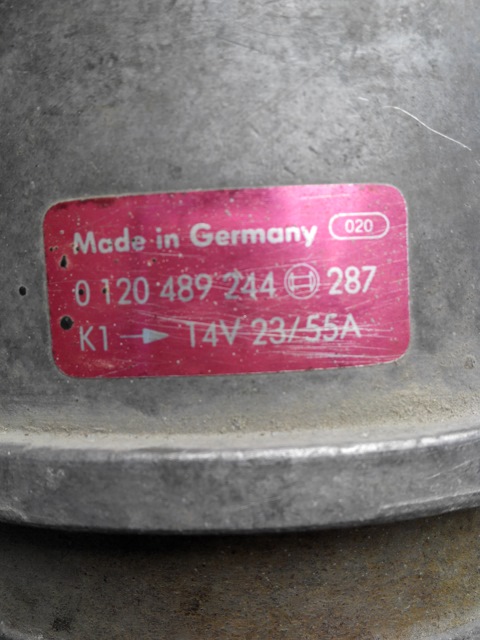 Made in Germany 020
0 120 489 244 287
K1 → 14V 23/55A